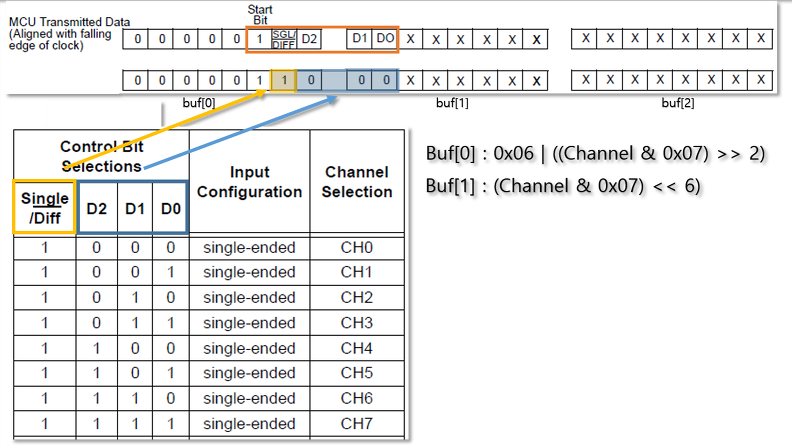 Start
Bit
MCU Transmitted Data
(Aligned with falling
edge of clock)
0 0 0 0 0 1 SGL/DIFF D2 D1 DO X X X X X X X X X X X X X X
0 0 0 0 0 1 1 0 0 0 X X X X X X X X X X X X X X
buf[0] buf[1] buf[2]
Control Bit
Selections
Input
Configuration
Channel
Selection
Single
/Diff
D2 D1 D0
1 0 0 0 single-ended CH0
1 0 0 1 single-ended CH1
1 0 1 0 single-ended CH2
1 0 1 1 single-ended CH3
1 1 0 0 single-ended CH4
1 1 0 1 single-ended CH5
1 1 1 0 single-ended CH6
1 1 1 1 single-ended CH7
Buf[0] : 0x06 | ((Channel & 0x07) >> 2)
Buf[1] : (Channel & 0x07) << 6)